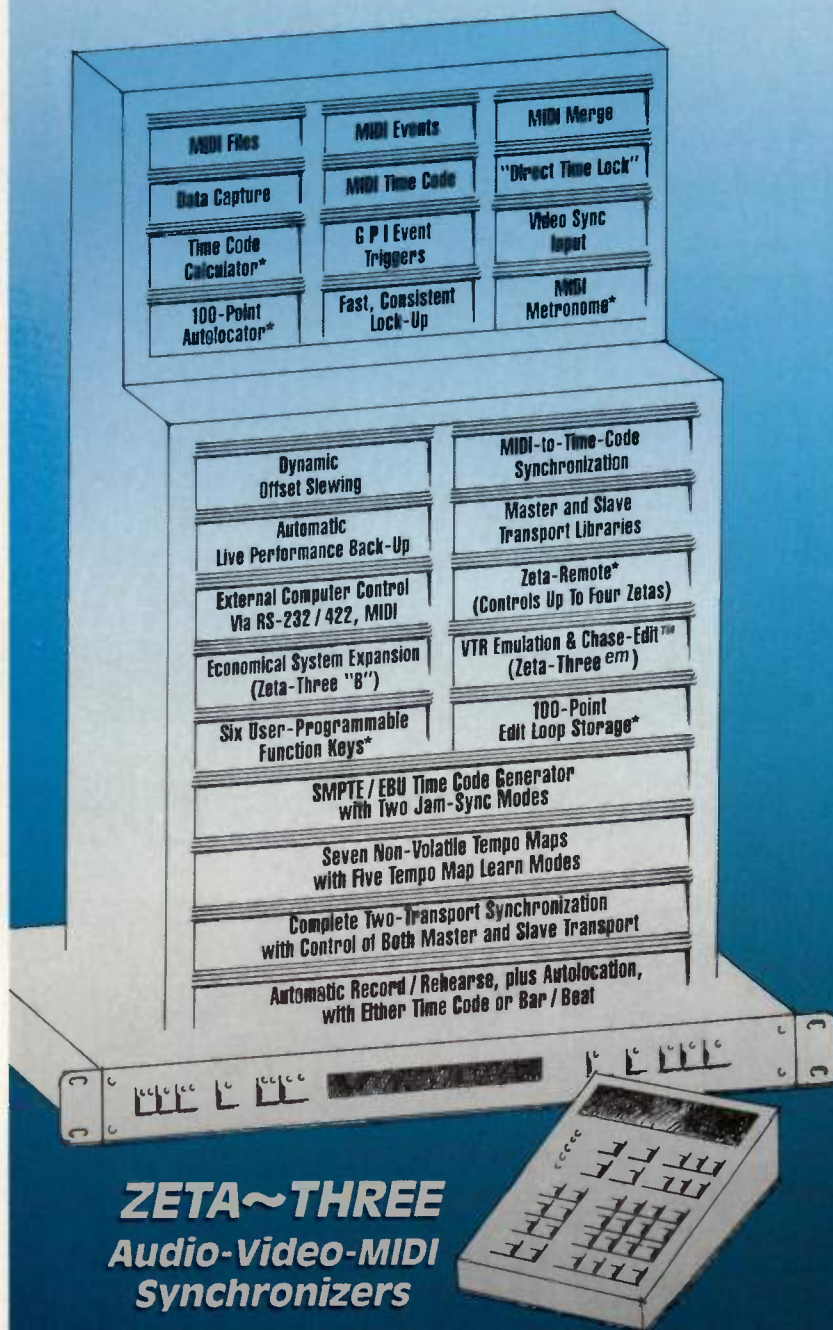 MIDI Files
MIDI Events
MIDI Merge
Data Capture
MIDI Time Code
"Direct Time Lock"
Time Code
Calculator*
G P I Event
Triggers
Video Sync
Input
100-Point
Autolocator*
Fast, Consistent
Lock-Up
MIDI
Metronome*
Dynamic
Offset Slewing
MIDI-to-Time-Code
Synchronization
Automatic
Live Performance Back-Up
Master and Slave
Transport Libraries
External Computer Control
Via RS-232 / 422, MIDI
Zeta-Remote*
(Controls Up To Four Zetas)
Economical System Expansion
(Zeta-Three "B")
VTR Emulation & Chase-Edit™
(Zeta-Three em)
Six User-Programmable
Function Keys*
100-Point
Edit Loop Storage*
SMPTE / EBU Time Code Generator
with Two Jam-Sync Modes
Seven Non-Volatile Tempo Maps
with Five Tempo Map Learn Modes
Complete Two-Transport Synchronization
with Control of Both Master and Slave Transport
Automatic Record / Rehearse, plus Autolocation,
with Either Time Code or Bar / Beat
ZETA~THREE
Audio-Video-MIDI
Synchronizers